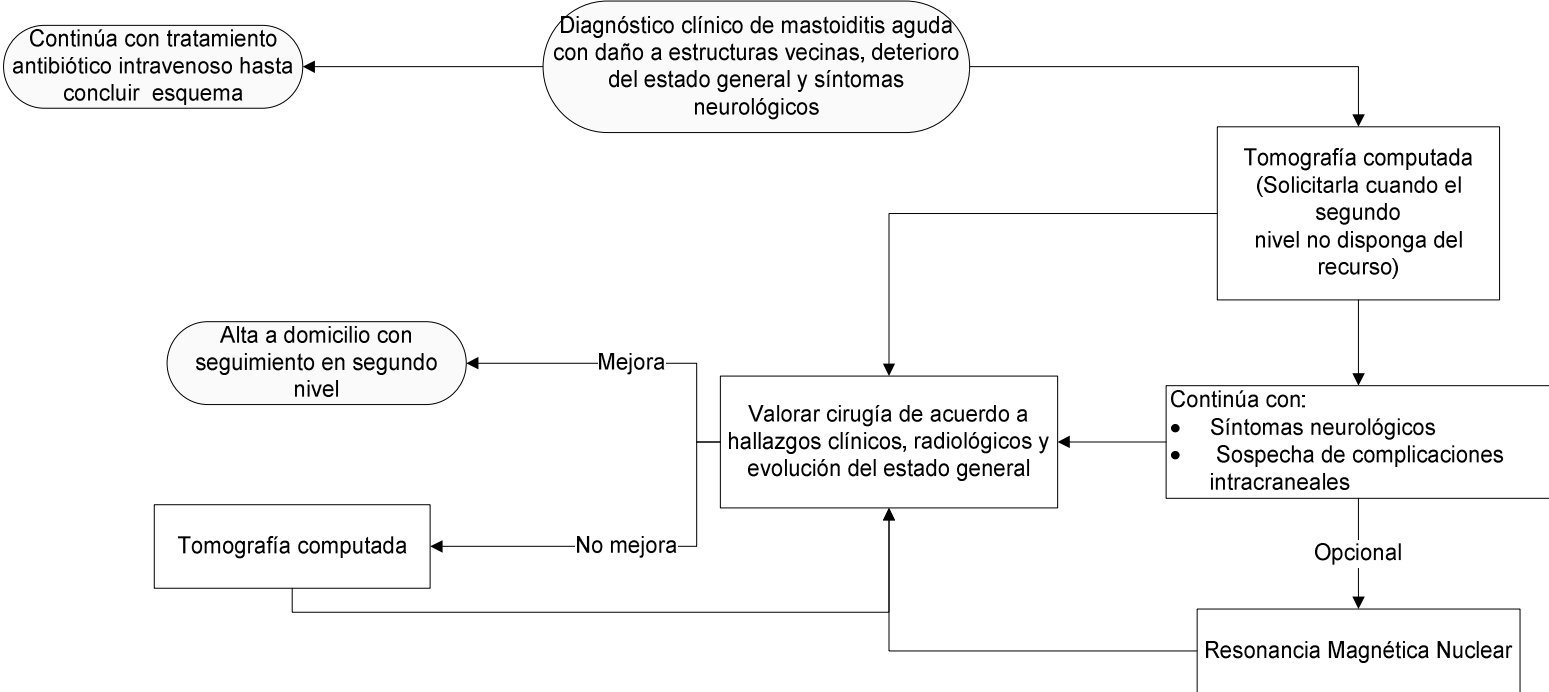 Diagnóstico clínico de mastoiditis aguda
con daño a estructuras vecinas, deterioro
del estado general y síntomas
neurológicos
Continúa con tratamiento
antibiótico intravenoso hasta
concluir esquema
Tomografía computada
(Solicitarla cuando el
segundo
nivel no disponga del
recurso)
Continúa con:
• Síntomas neurológicos
• Sospecha de complicaciones
intracraneales
Opcional
Resonancia Magnética Nuclear
Valorar cirugía de acuerdo a
hallazgos clínicos, radiológicos y
evolución del estado general
Mejora
Alta a domicilio con
seguimiento en segundo
nivel
No mejora
Tomografía computada